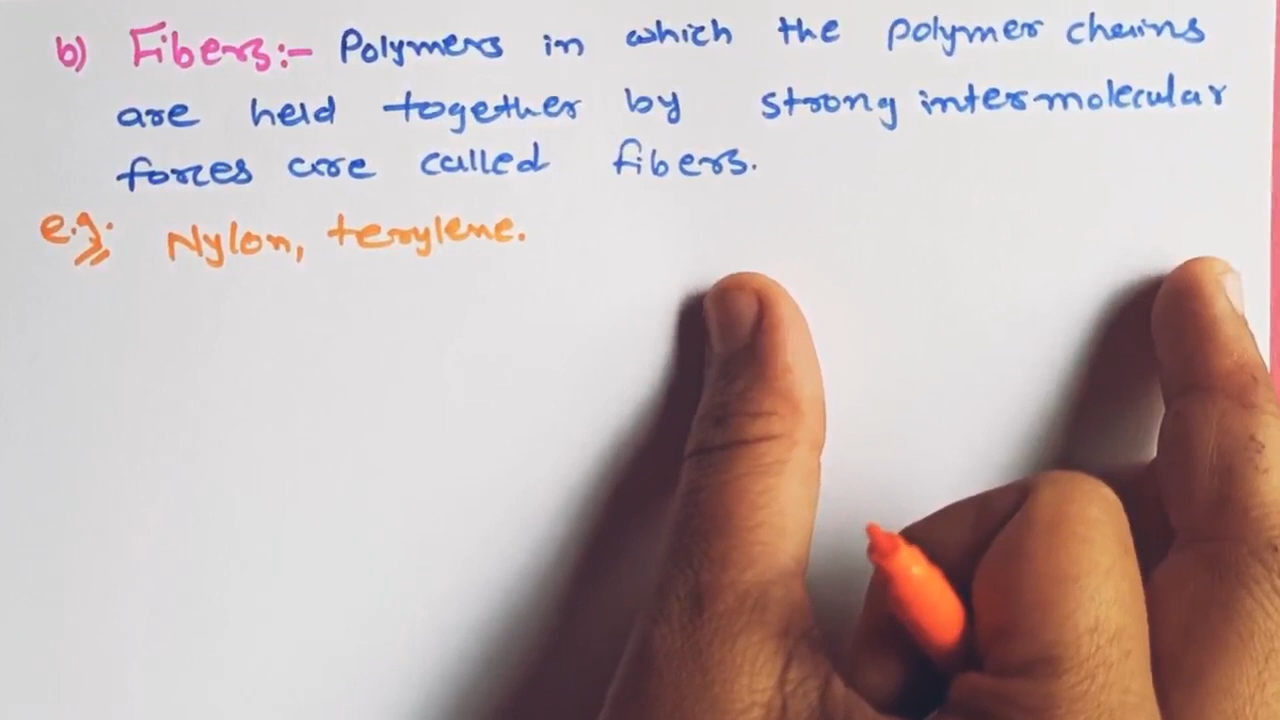 b) Fibers:- Polymers in which the polymer chains
are held together by strong intermolecular
forces are called fibers.
e.g. Nylon, terylene.